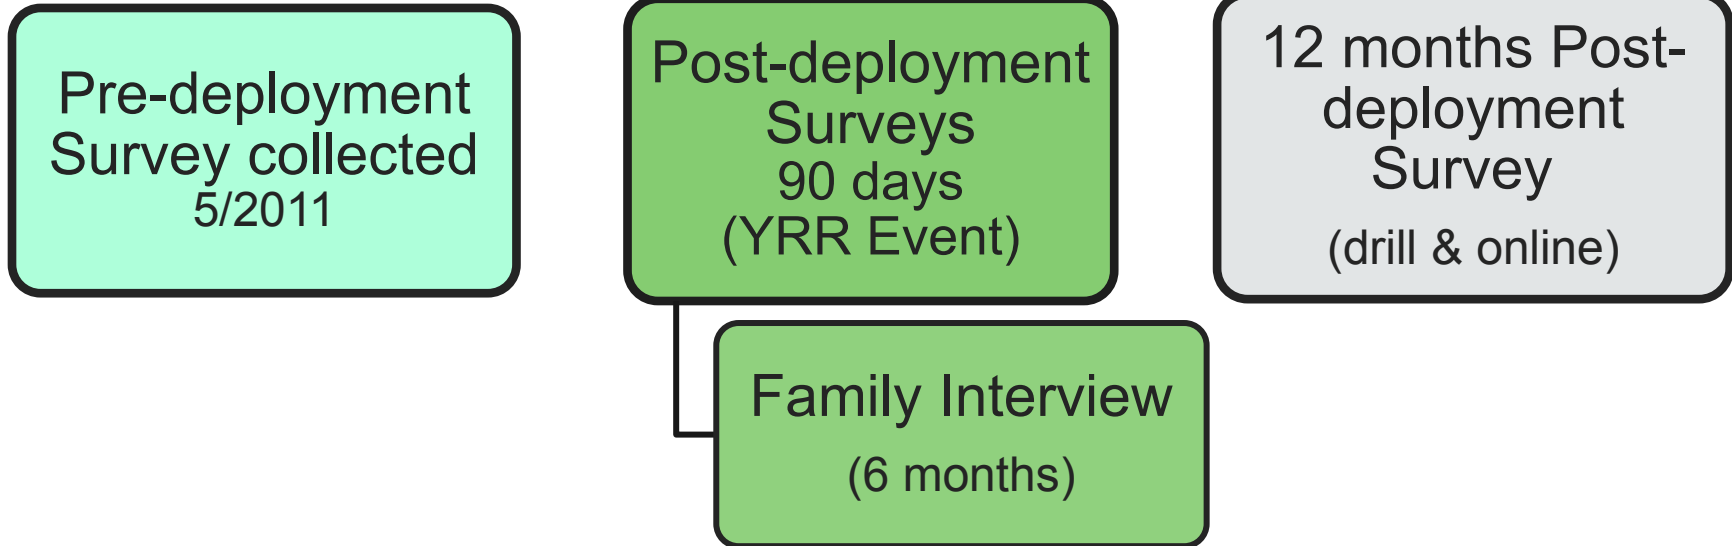 Pre-deployment
Survey collected
5/2011
Post-deployment
Surveys
90 days
(YRR Event)
Family Interview
(6 months)
12 months Post-
deployment
Survey
(drill & online)